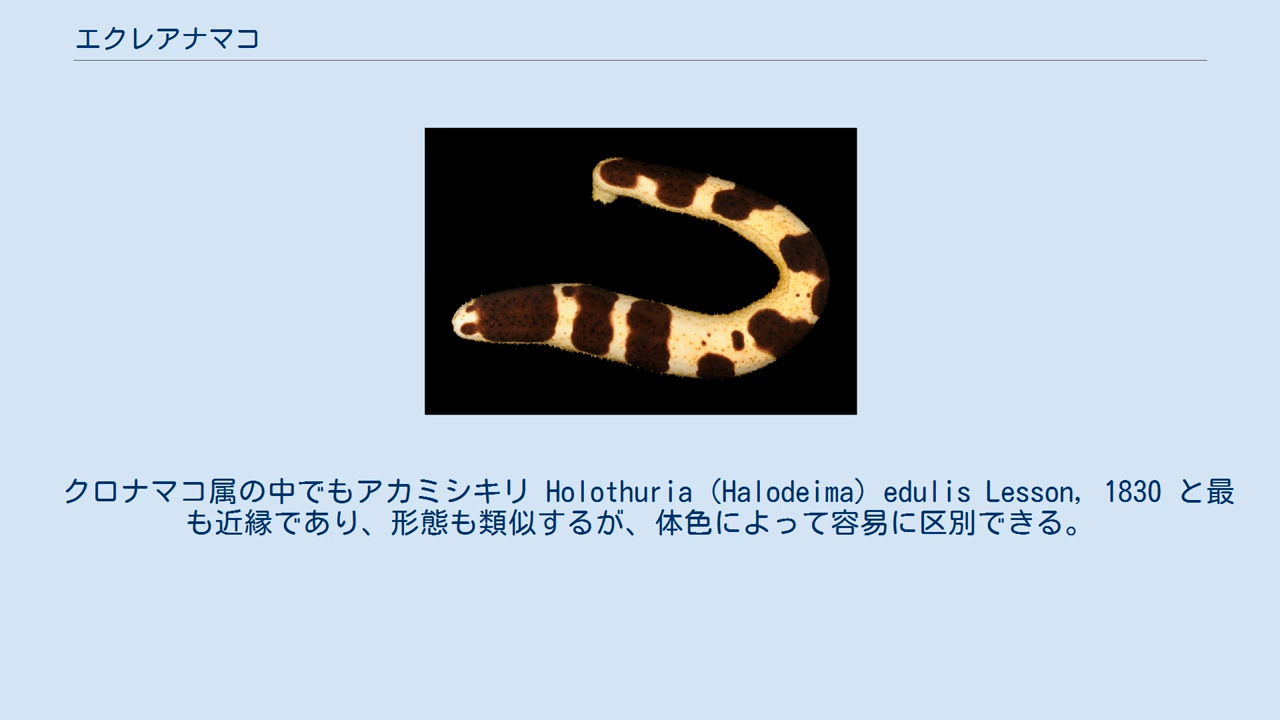 エクレアナマコ
クロナマコ属の中でもアカミシキリ Holothuria (Halodeima) edulis Lesson, 1830 と最
も近縁であり、形態も類似するが、体色によって容易に区別できる。